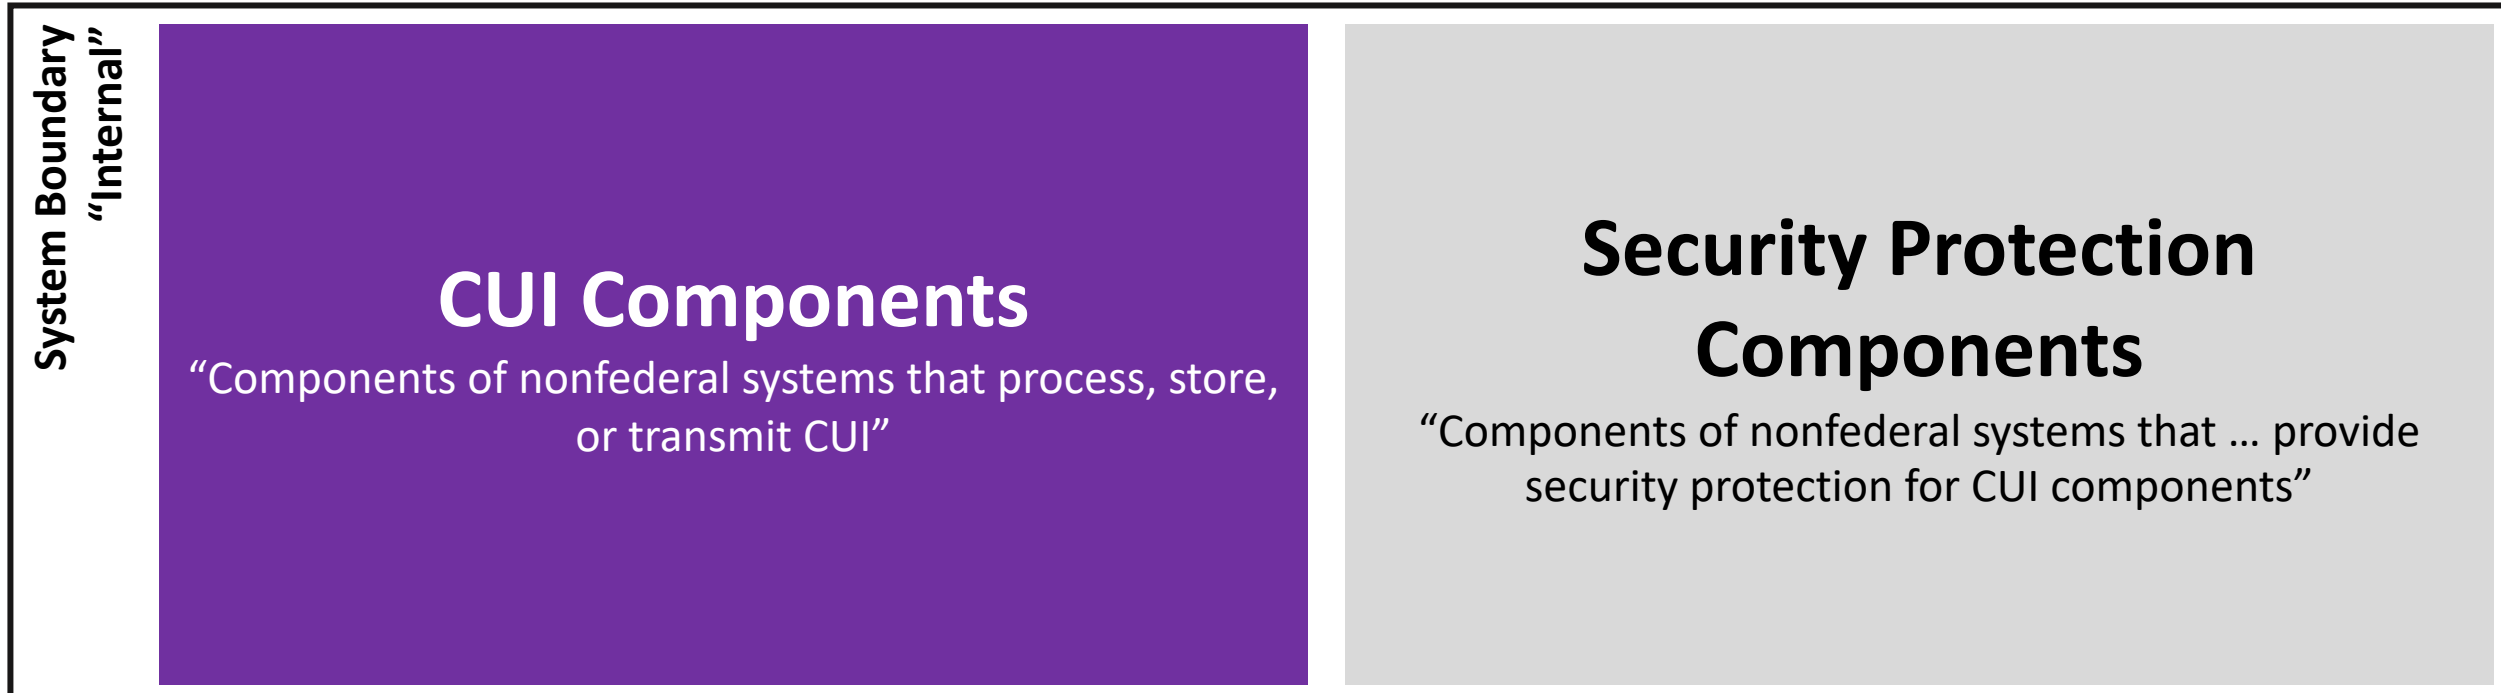 System Boundary
“Internal”
CUI Components
“Components of nonfederal systems that process, store,
or transmit CUI”
Security Protection
Components
“Components of nonfederal systems that … provide
security protection for CUI components”